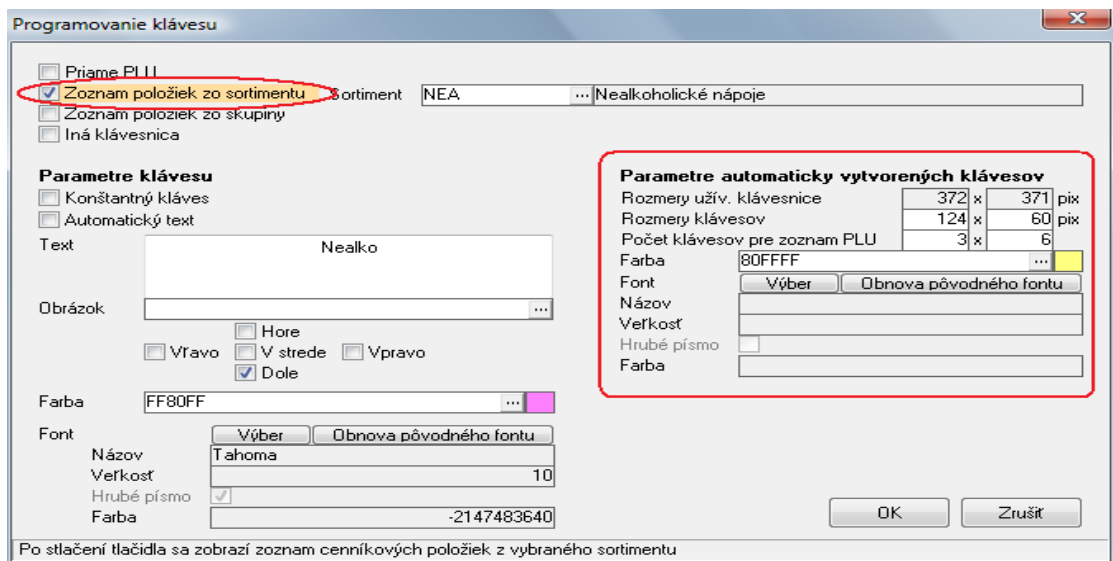 Programovanie klávesu
Priame PLU
Zoznam položiek zo sortimentu Sortiment NEA ... Nealkoholické nápoje
Zoznam položiek zo skupiny
Iná klávesnica
Parametre klávesu
Konštantný kláves
Automatický text
Text Nealko
Obrázok ...
Hore
Vľavo V strede Vpravo
Dole
Farba FF80FF ...
Font Výber Obnova pôvodného fontu
Názov Tahoma
Veľkosť 10
Hrubé písmo
Farba -2147483640
Parametre automaticky vytvorených klávesov
Rozmery užív. klávesnice 372 x 371 pix
Rozmery klávesov 124 x 60 pix
Počet klávesov pre zoznam PLU 3 x 6
Farba 80FFFF ...
Font Výber Obnova pôvodného fontu
Názov
Veľkosť
Hrubé písmo
Farba
OK Zrušiť
Po stlačení tlačidla sa zobrazí zoznam cenníkových položiek z vybraného sortimentu